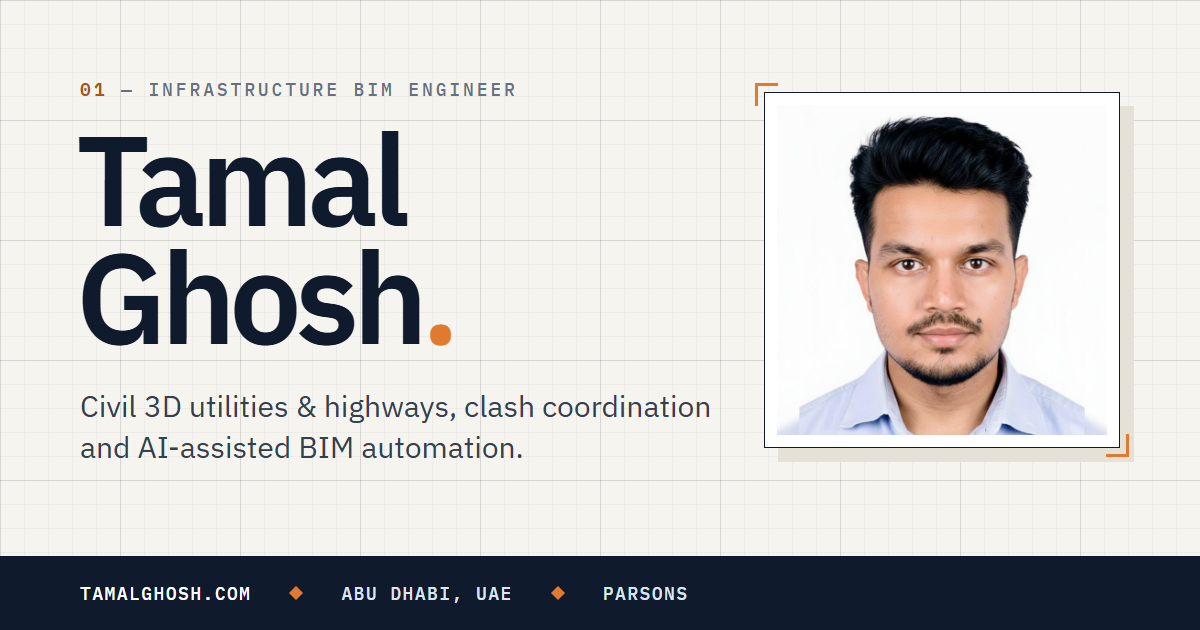 01 — INFRASTRUCTURE BIM ENGINEER
Tamal
Ghosh.
Civil 3D utilities & highways, clash coordination
and AI-assisted BIM automation.
TAMALGHOSH.COM ◆ ABU DHABI, UAE ◆ PARSONS